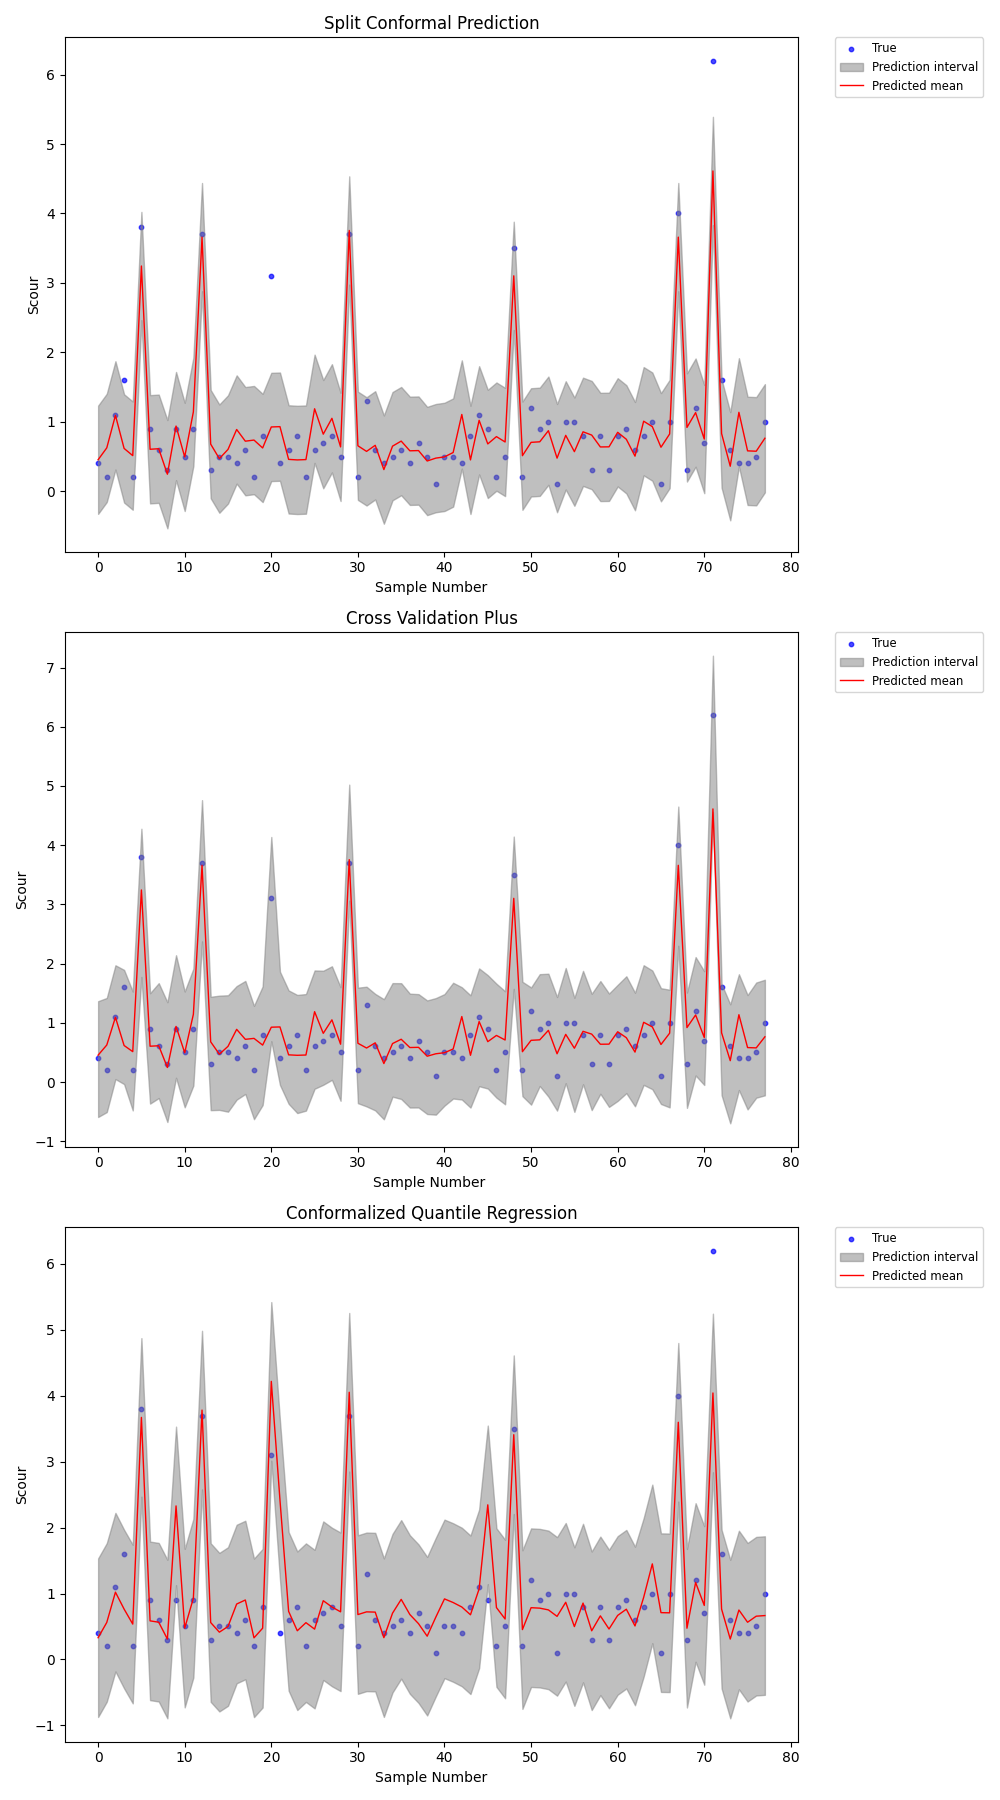 Split Conformal Prediction
True
Prediction interval
Predicted mean
6
5
4
3
2
1
0
Scour
0 10 20 30 40 50 60 70 80
Sample Number
Cross Validation Plus
True
Prediction interval
Predicted mean
7
6
5
4
3
2
1
0
−1
Scour
0 10 20 30 40 50 60 70 80
Sample Number
Conformalized Quantile Regression
True
Prediction interval
Predicted mean
6
5
4
3
2
1
0
−1
Scour
0 10 20 30 40 50 60 70 80
Sample Number